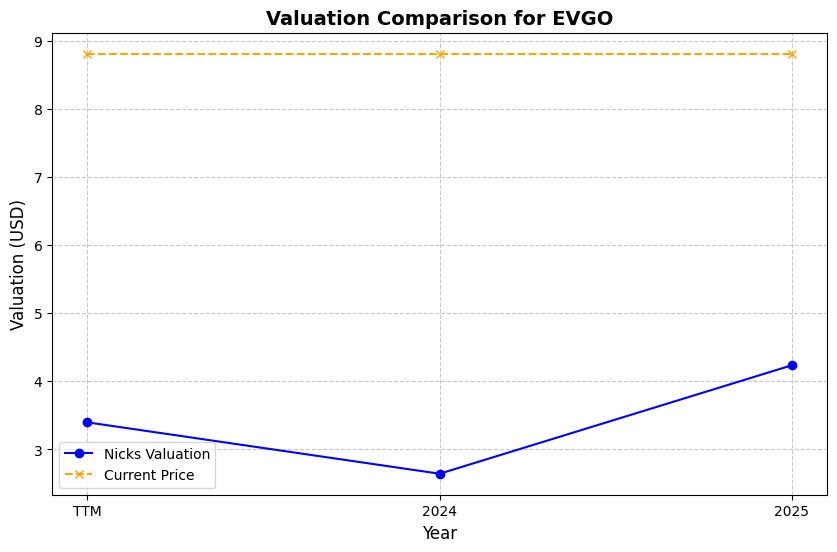 Valuation Comparison for EVGO
Valuation (USD)
9
8
7
6
5
4
3
Nicks Valuation
Current Price
TTM
2024
2025
Year